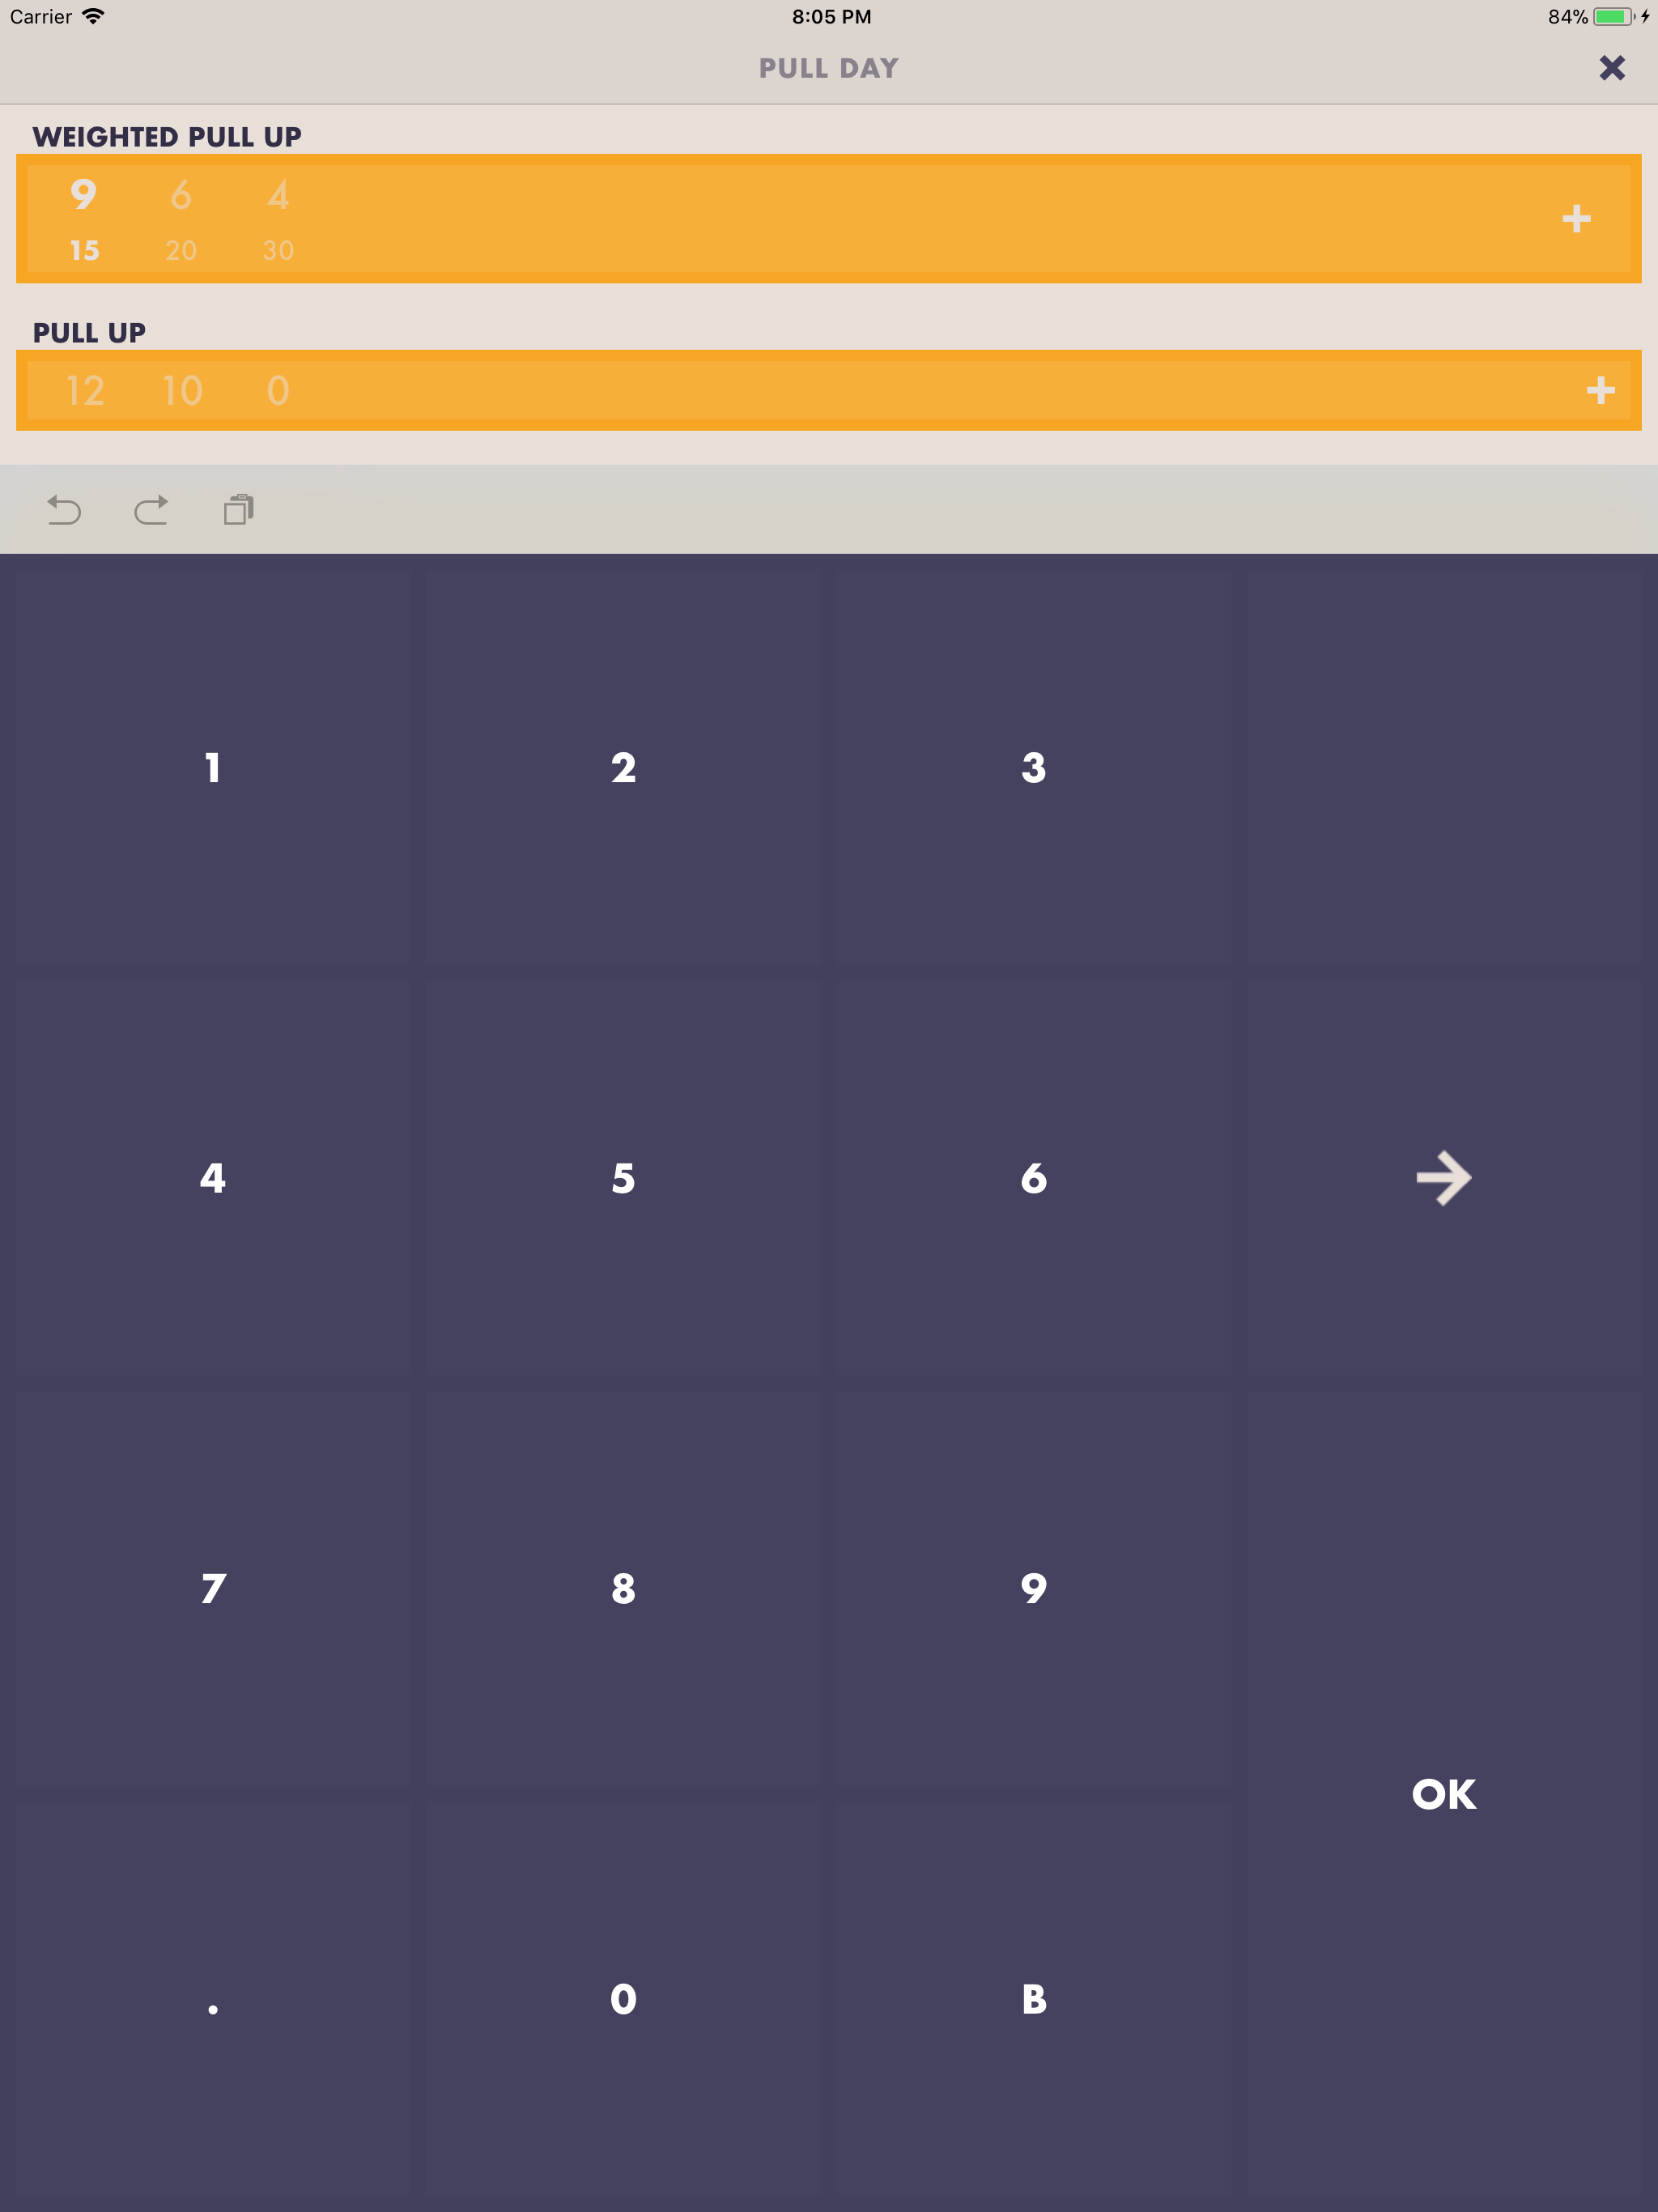 Carrier 8:05 PM 84%
PULL DAY
WEIGHTED PULL UP
9 6 4
15 20 30
PULL UP
12 10 0
1 2 3
4 5 6
7 8 9
OK
. 0 B